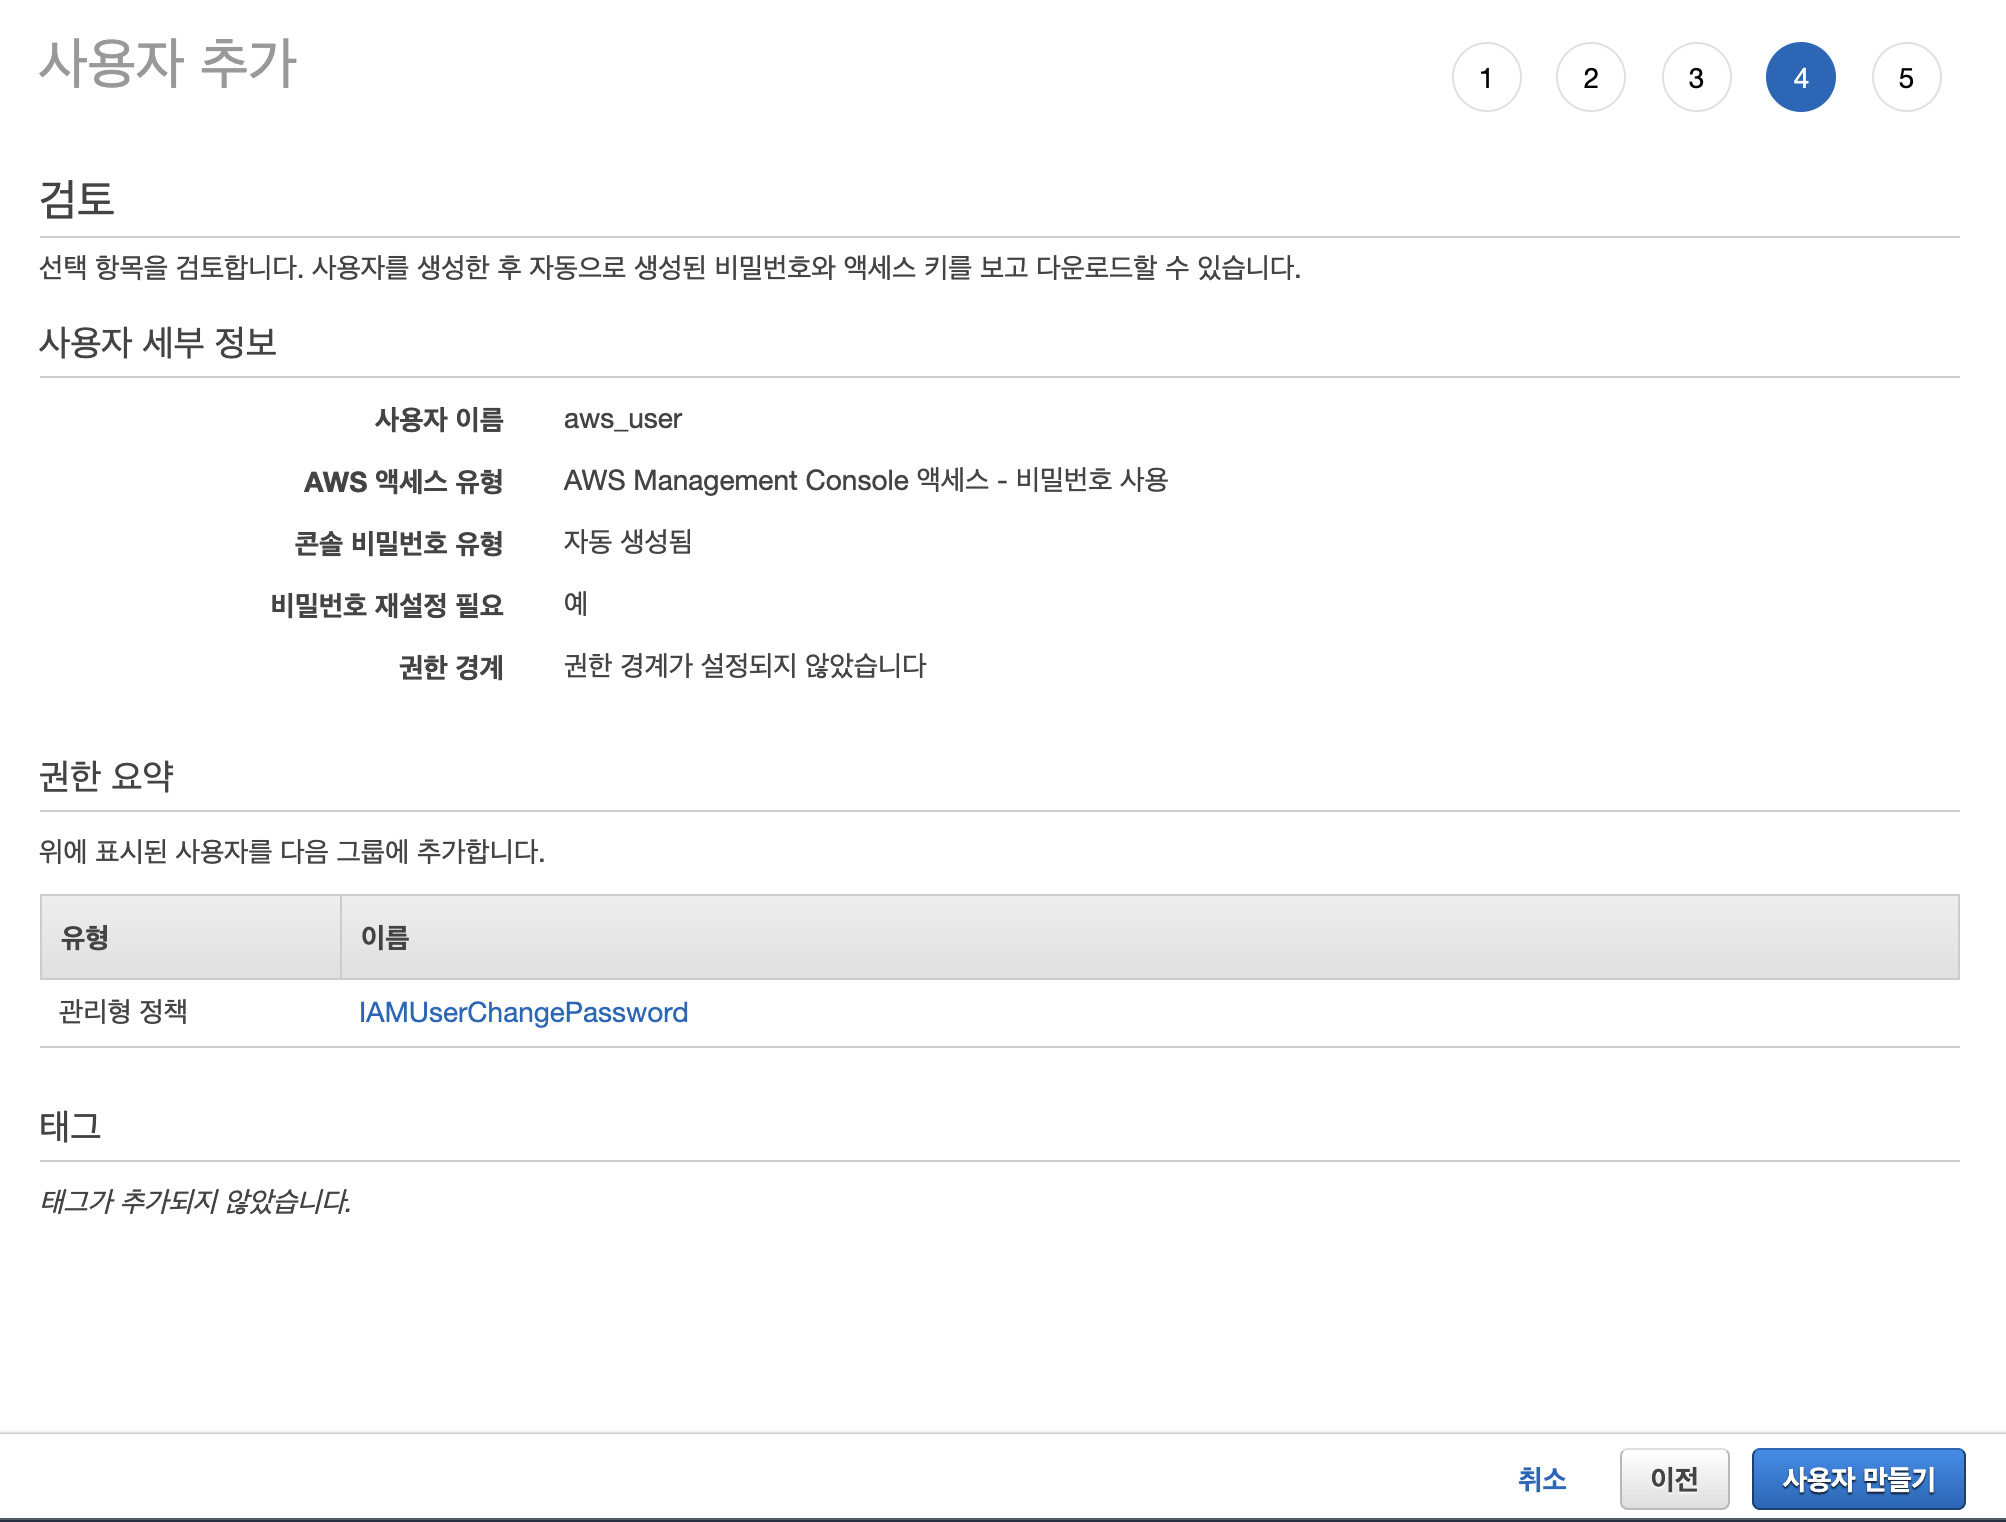 사용자 추가
1 2 3 4 5
검토
선택 항목을 검토합니다. 사용자를 생성한 후 자동으로 생성된 비밀번호와 액세스 키를 보고 다운로드할 수 있습니다.
사용자 세부 정보
사용자 이름 aws_user
AWS 액세스 유형 AWS Management Console 액세스 - 비밀번호 사용
콘솔 비밀번호 유형 자동 생성됨
비밀번호 재설정 필요 예
권한 경계 권한 경계가 설정되지 않았습니다
권한 요약
위에 표시된 사용자를 다음 그룹에 추가합니다.
유형 이름
관리형 정책 IAMUserChangePassword
태그
태그가 추가되지 않았습니다.
취소 이전 사용자 만들기